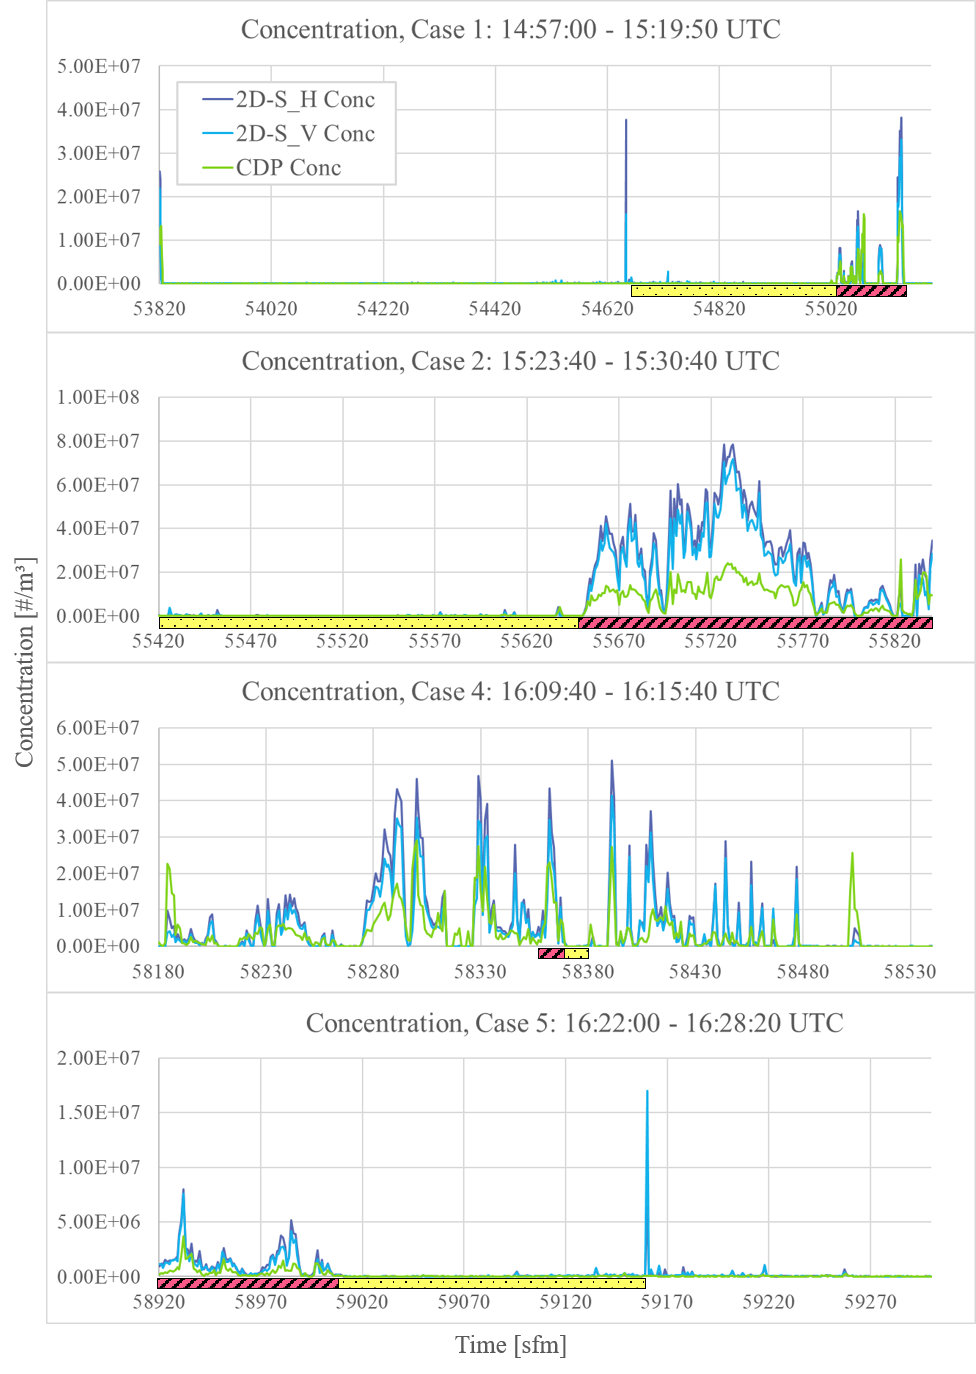 Concentration, Case 1: 14:57:00 - 15:19:50 UTC
5.00E+07
4.00E+07
3.00E+07
2.00E+07
1.00E+07
0.00E+00
2D-S_H Conc
2D-S_V Conc
CDP Conc
53820 54020 54220 54420 54620 54820 55020
Concentration, Case 2: 15:23:40 - 15:30:40 UTC
1.00E+08
8.00E+07
6.00E+07
4.00E+07
2.00E+07
0.00E+00
55420 55470 55520 55570 55620 55670 55720 55770 55820
Concentration [#/m³]
Concentration, Case 4: 16:09:40 - 16:15:40 UTC
6.00E+07
5.00E+07
4.00E+07
3.00E+07
2.00E+07
1.00E+07
0.00E+00
58180 58230 58280 58330 58380 58430 58480 58530
Concentration, Case 5: 16:22:00 - 16:28:20 UTC
2.00E+07
1.50E+07
1.00E+07
5.00E+06
0.00E+00
58920 58970 59020 59070 59120 59170 59220 59270
Time [sfm]